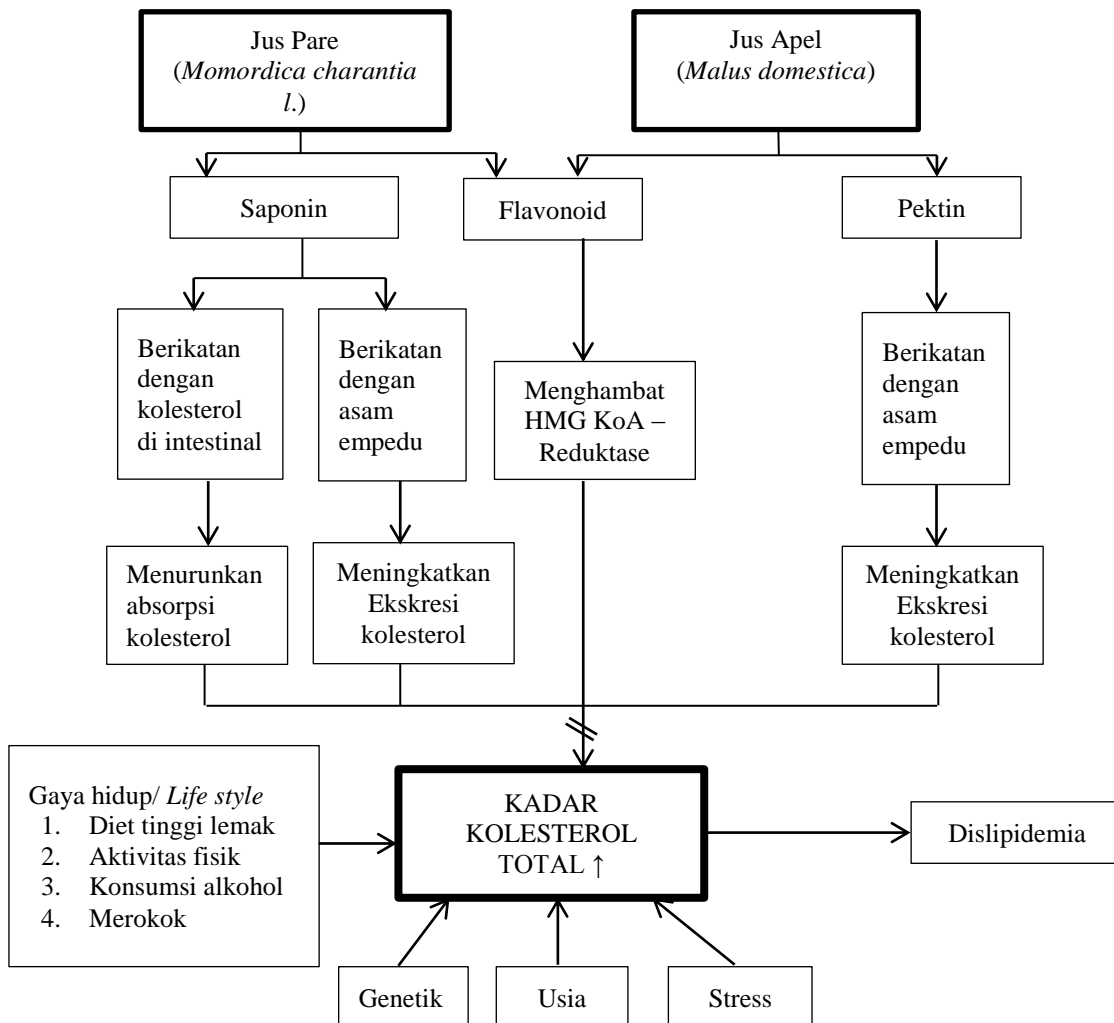 Jus Pare
(Momordica charantia
l.)
Jus Apel
(Malus domestica)
Saponin
Flavonoid
Pektin
Berikatan
dengan
kolesterol
di intestinal
Berikatan
dengan
asam
empedu
Menghambat
HMG KoA –
Reduktase
Berikatan
dengan
asam
empedu
Menurunkan
absorpsi
kolesterol
Meningkatkan
Ekskresi
kolesterol
Meningkatkan
Ekskresi
kolesterol
Gaya hidup/ Life style
1. Diet tinggi lemak
2. Aktivitas fisik
3. Konsumsi alkohol
4. Merokok
KADAR
KOLESTEROL
TOTAL ↑
Dislipidemia
Genetik
Usia
Stress